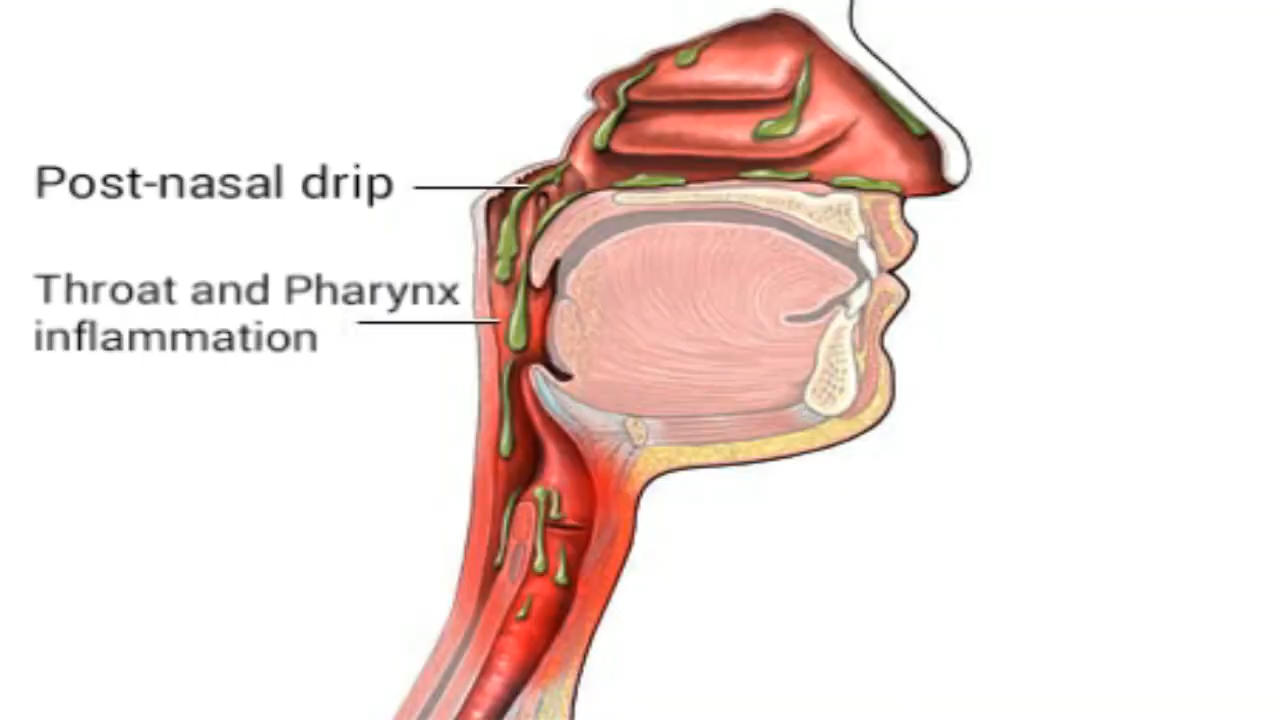 Post-nasal drip
Throat and Pharynx
inflammation